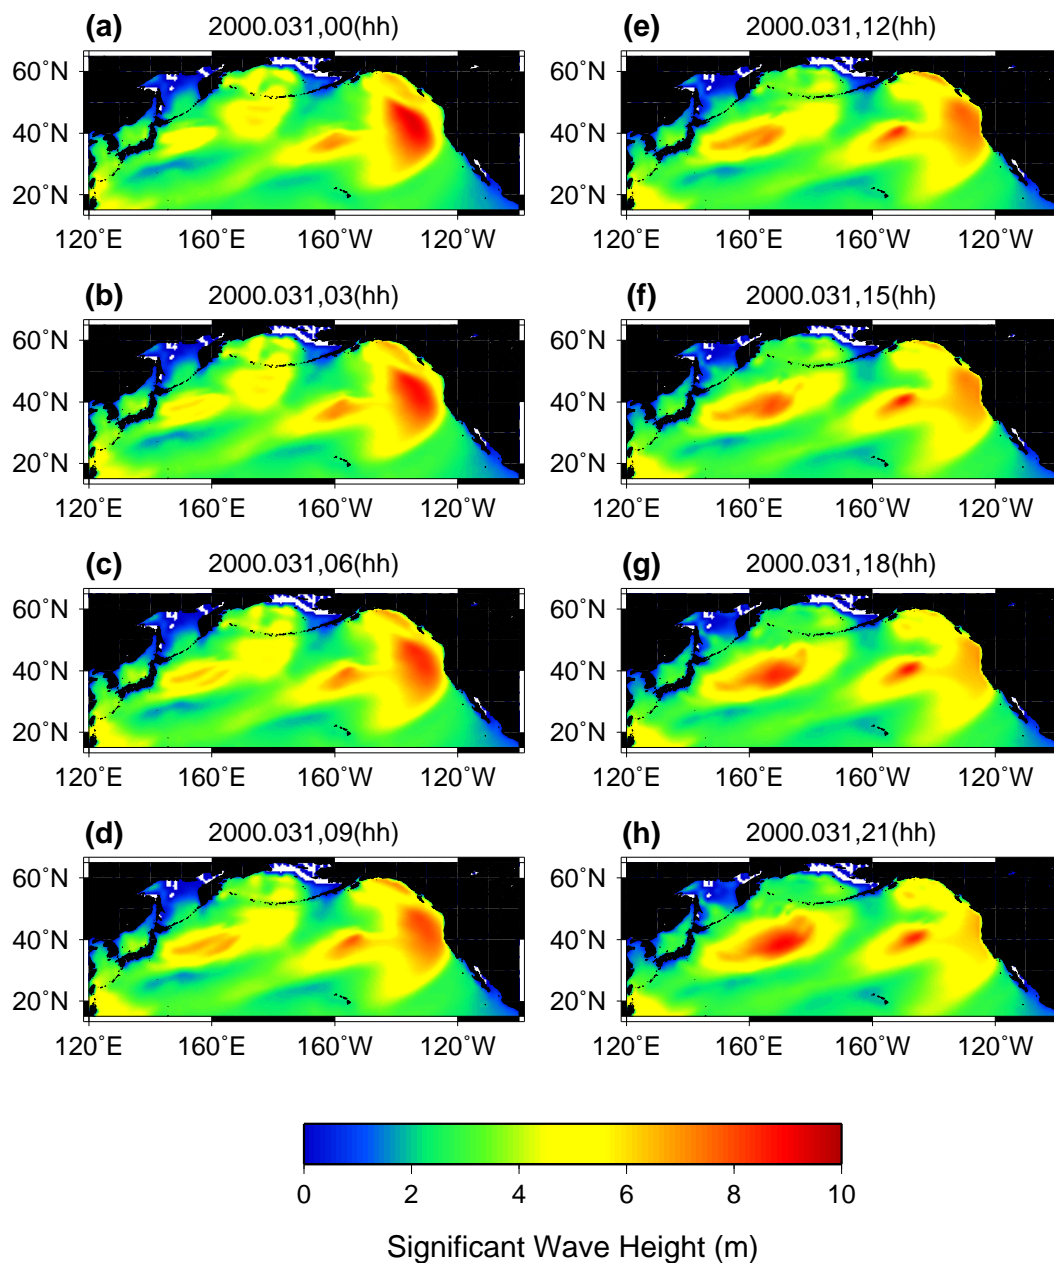 (a) 2000.031,00(hh)
60˚N
40˚N
20˚N
120˚E 160˚E 160˚W 120˚W
(b) 2000.031,03(hh)
60˚N
40˚N
20˚N
120˚E 160˚E 160˚W 120˚W
(c) 2000.031,06(hh)
60˚N
40˚N
20˚N
120˚E 160˚E 160˚W 120˚W
(d) 2000.031,09(hh)
60˚N
40˚N
20˚N
120˚E 160˚E 160˚W 120˚W
(e) 2000.031,12(hh)
60˚N
40˚N
20˚N
120˚E 160˚E 160˚W 120˚W
(f) 2000.031,15(hh)
60˚N
40˚N
20˚N
120˚E 160˚E 160˚W 120˚W
(g) 2000.031,18(hh)
60˚N
40˚N
20˚N
120˚E 160˚E 160˚W 120˚W
(h) 2000.031,21(hh)
60˚N
40˚N
20˚N
120˚E 160˚E 160˚W 120˚W
0 2 4 6 8 10
Significant Wave Height (m)